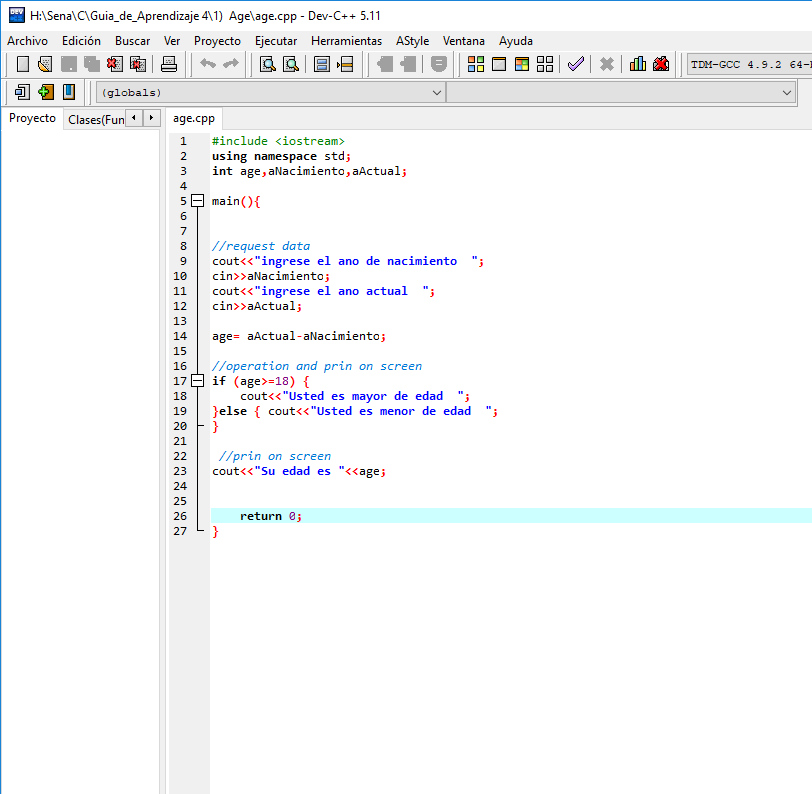 H:\Sena\C\Guia_de_Aprendizaje 4\1) Age\age.cpp - Dev-C++ 5.11
Archivo Edición Buscar Ver Proyecto Ejecutar Herramientas AStyle Ventana Ayuda
TDM-GCC 4.9.2 64-
(globals)
Proyecto Clases(Fun
age.cpp
1 #include <iostream>
2 using namespace std;
3 int age,aNacimiento,aActual;
4
5 main(){
6
7
8 //request data
9 cout<<"ingrese el ano de nacimiento  ";
10 cin>>aNacimiento;
11 cout<<"ingrese el ano actual  ";
12 cin>>aActual;
13
14 age= aActual-aNacimiento;
15
16 //operation and prin on screen
17 if (age>=18) {
18     cout<<"Usted es mayor de edad  ";
19 }else { cout<<"Usted es menor de edad  ";
20 }
21
22  //prin on screen
23 cout<<"Su edad es "<<age;
24
25
26     return 0;
27 }